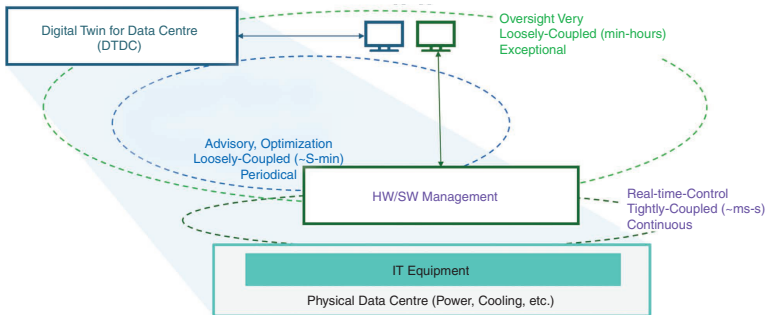 Digital Twin for Data Centre
(DTDC)
Oversight Very
Loosely-Coupled (min-hours)
Exceptional
Advisory, Optimization
Loosely-Coupled (~S-min)
Periodical
HW/SW Management
Real-time-Control
Tightly-Coupled (~ms-s)
Continuous
IT Equipment
Physical Data Centre (Power, Cooling, etc.)